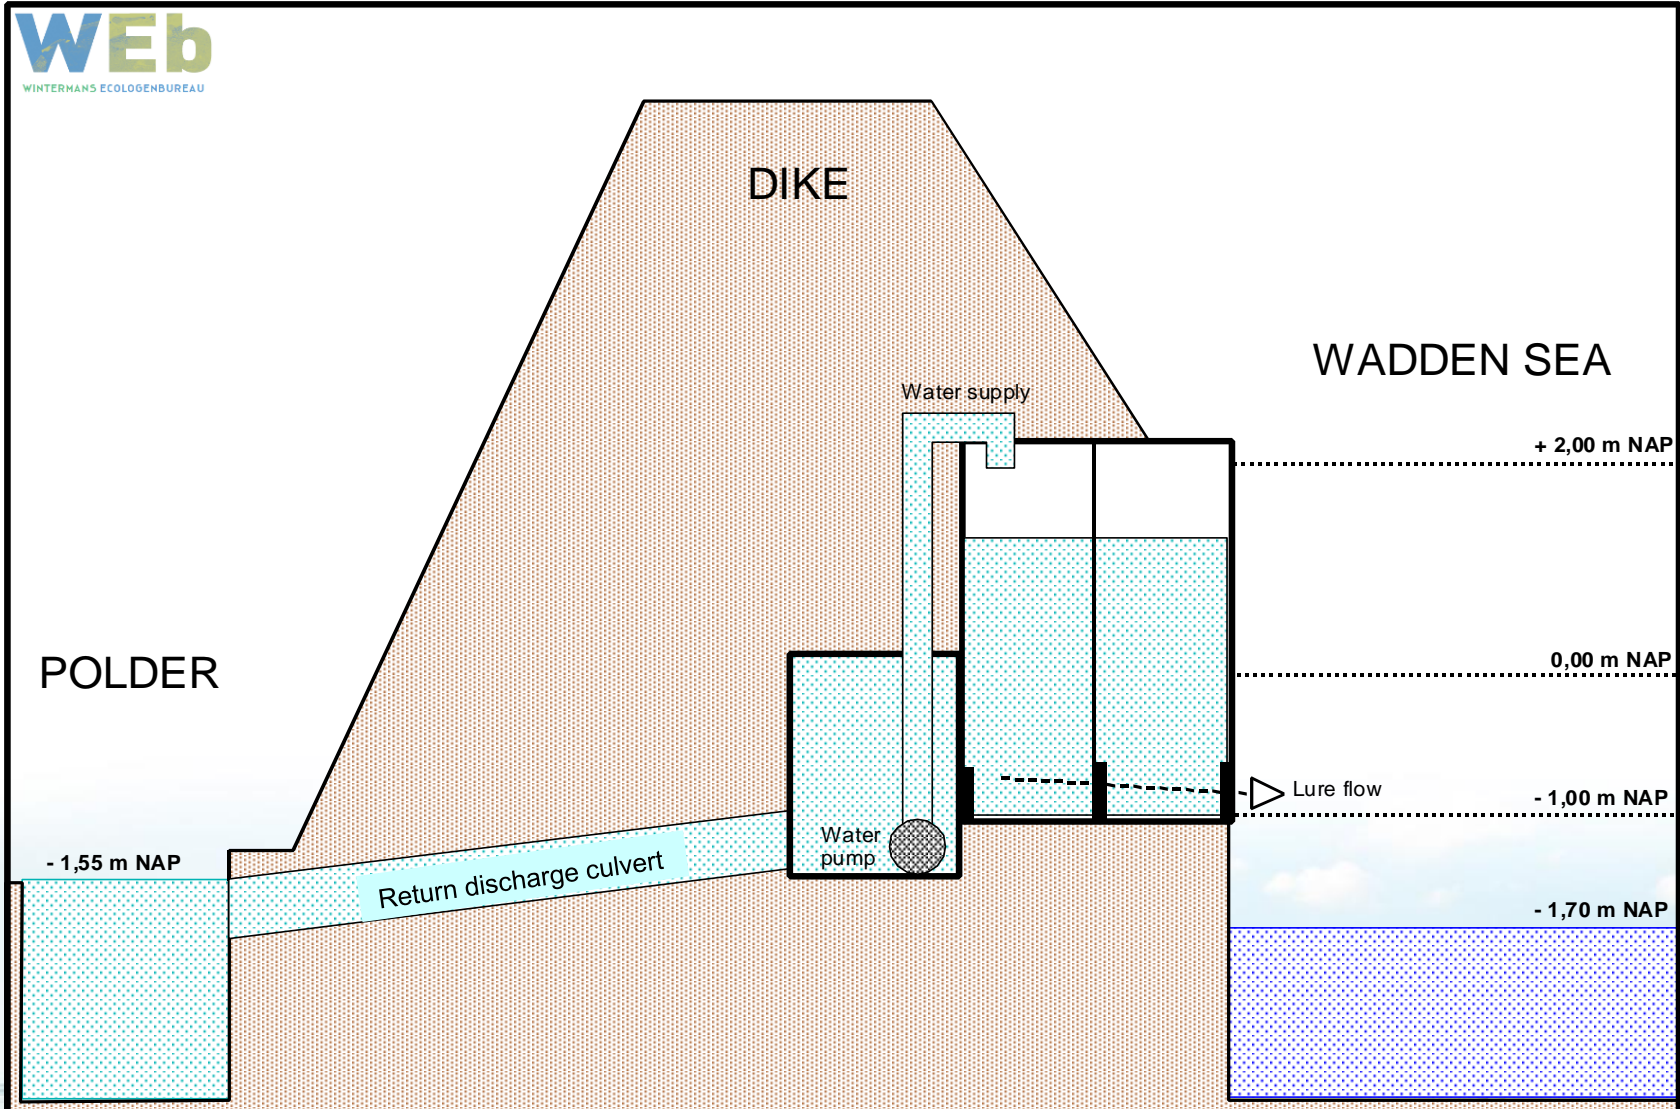 WEb
WINTERMANS ECOLOGENBUREAU
DIKE
WADDEN SEA
Water supply
+ 2,00 m NAP
POLDER
0,00 m NAP
Lure flow
- 1,00 m NAP
Water
pump
- 1,55 m NAP
Return discharge culvert
- 1,70 m NAP